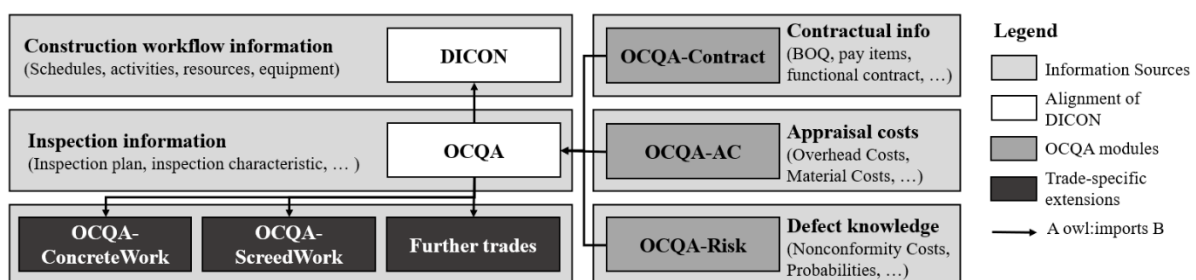 Construction workflow information
(Schedules, activities, resources, equipment)
DICON
Inspection information
(Inspection plan, inspection characteristic, … )
OCQA
OCQA-
ConcreteWork
OCQA-
ScreedWork
Further trades
OCQA-Contract
Contractual info
(BOQ, pay items,
functional contract, …)
OCQA-AC
Appraisal costs
(Overhead Costs,
Material Costs, …)
OCQA-Risk
Defect knowledge
(Nonconformity Costs,
Probabilities, …)
Legend
Information Sources
Alignment of
DICON
OCQA modules
Trade-specific
extensions
A owl:imports B